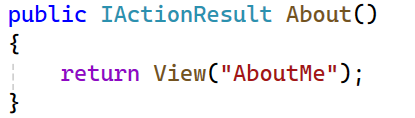 public IActionResult About()
{
    return View("AboutMe");
}